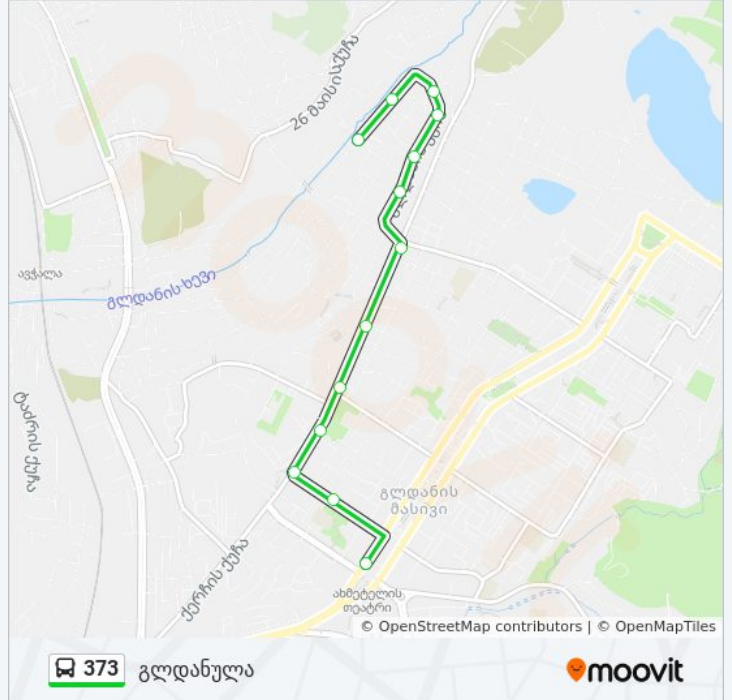 26 მაისის ქუჩა
ავჭალა
გლდანის ხევი
ტაძრის ქუჩა
გლდანის
მასივი
ქერჩის ქუჩა
ახმეტელის
თეატრი
© OpenStreetMap contributors | © OpenMapTiles
373 გლდანულა
moovit